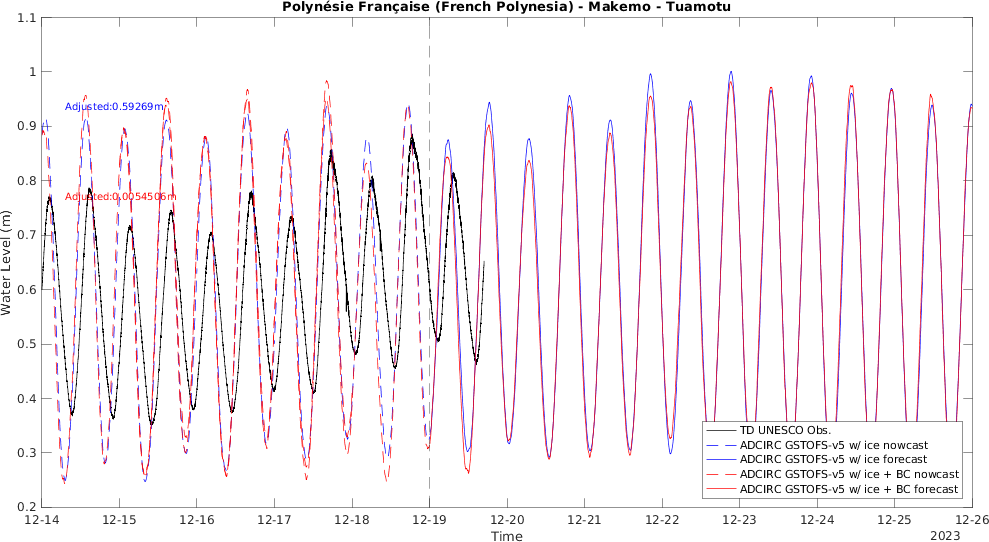 Polynésie Française (French Polynesia) - Makemo - Tuamotu
1.1
1
0.9
0.8
0.7
0.6
0.5
0.4
0.3
0.2
Water Level (m)
Adjusted:0.59269m
Adjusted:0.0054506m
TD UNESCO Obs.
ADCIRC GSTOFS-v5 w/ ice nowcast
ADCIRC GSTOFS-v5 w/ ice forecast
ADCIRC GSTOFS-v5 w/ ice + BC nowcast
ADCIRC GSTOFS-v5 w/ ice + BC forecast
12-14 12-15 12-16 12-17 12-18 12-19 12-20 12-21 12-22 12-23 12-24 12-25 12-26
Time
2023